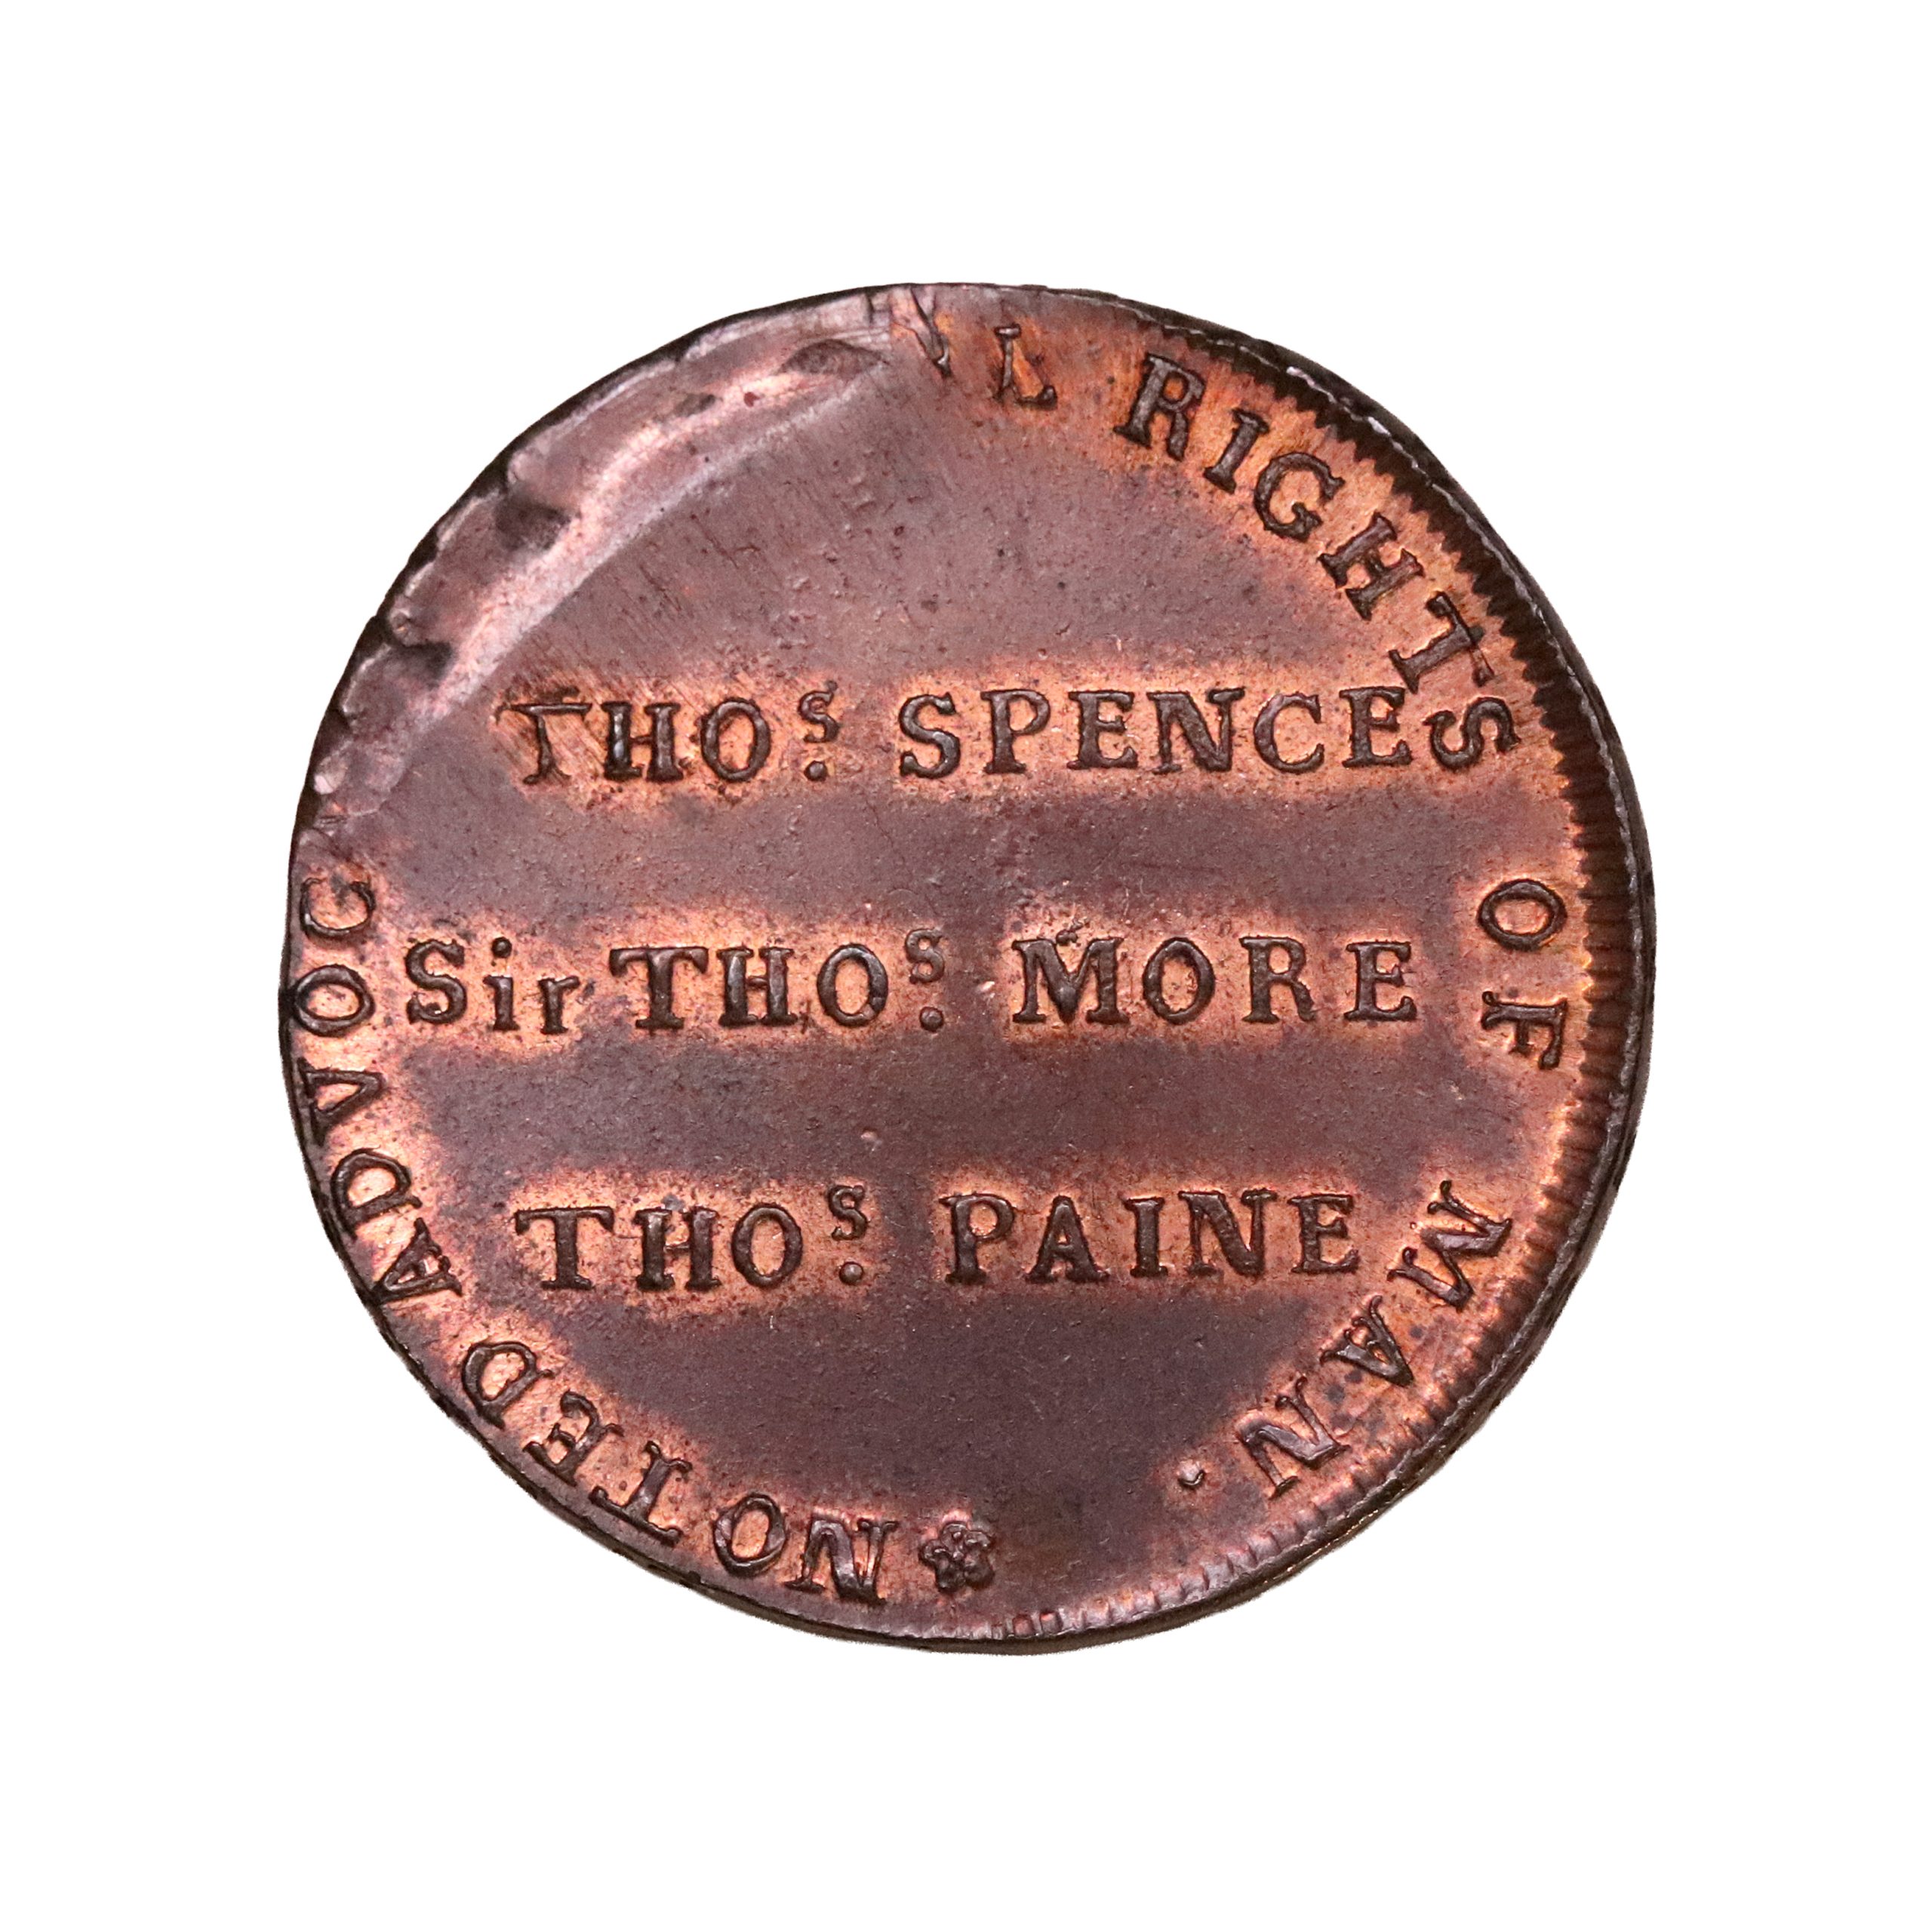 NOTED ADVOC
L RIGHTS OF MAN.
THOS. SPENCE
Sir THOS. MORE
THOS. PAINE